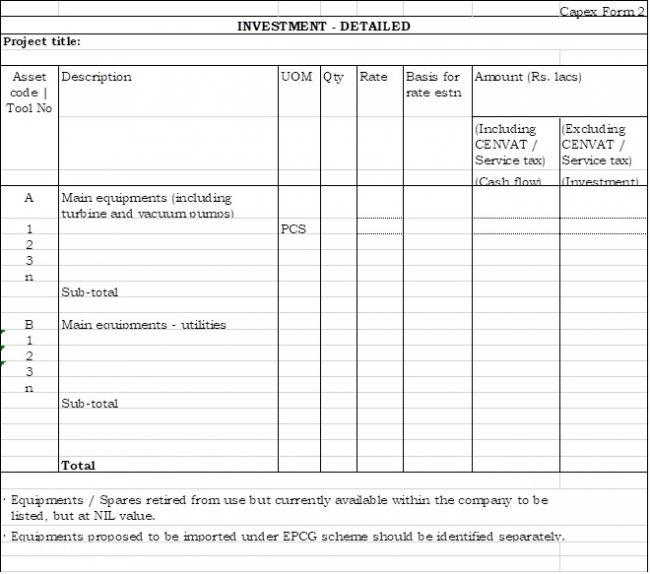 Capex Form 2
INVESTMENT - DETAILED
Project title:
Asset code | Tool No
Description
UOM
Qty
Rate
Basis for rate estn
Amount (Rs. lacs)
(Including CENVAT / Service tax)
(Excluding CENVAT / Service tax)
(Cash flow)
(Investment)
A Main equipments (including
turbine and vacuum pumps)
1 PCS
2
3
n
Sub-total
B Main equipments - utilities
1
2
3
n
Sub-total
Total
· Equipments / Spares retired from use but currently available within the company to be
listed, but at NIL value.
· Equipments proposed to be imported under EPCG scheme should be identified separately.